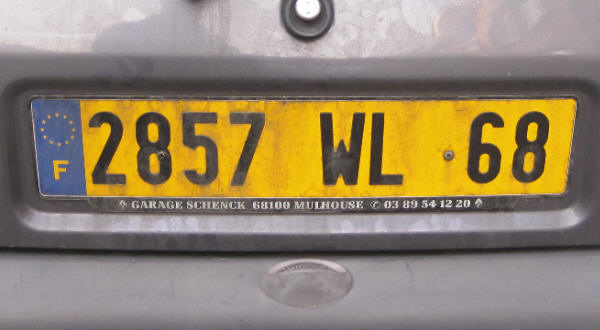 F 2857 WL 68
GARAGE SCHENCK 68100 MULHOUSE ✆ 03 89 54 12 20